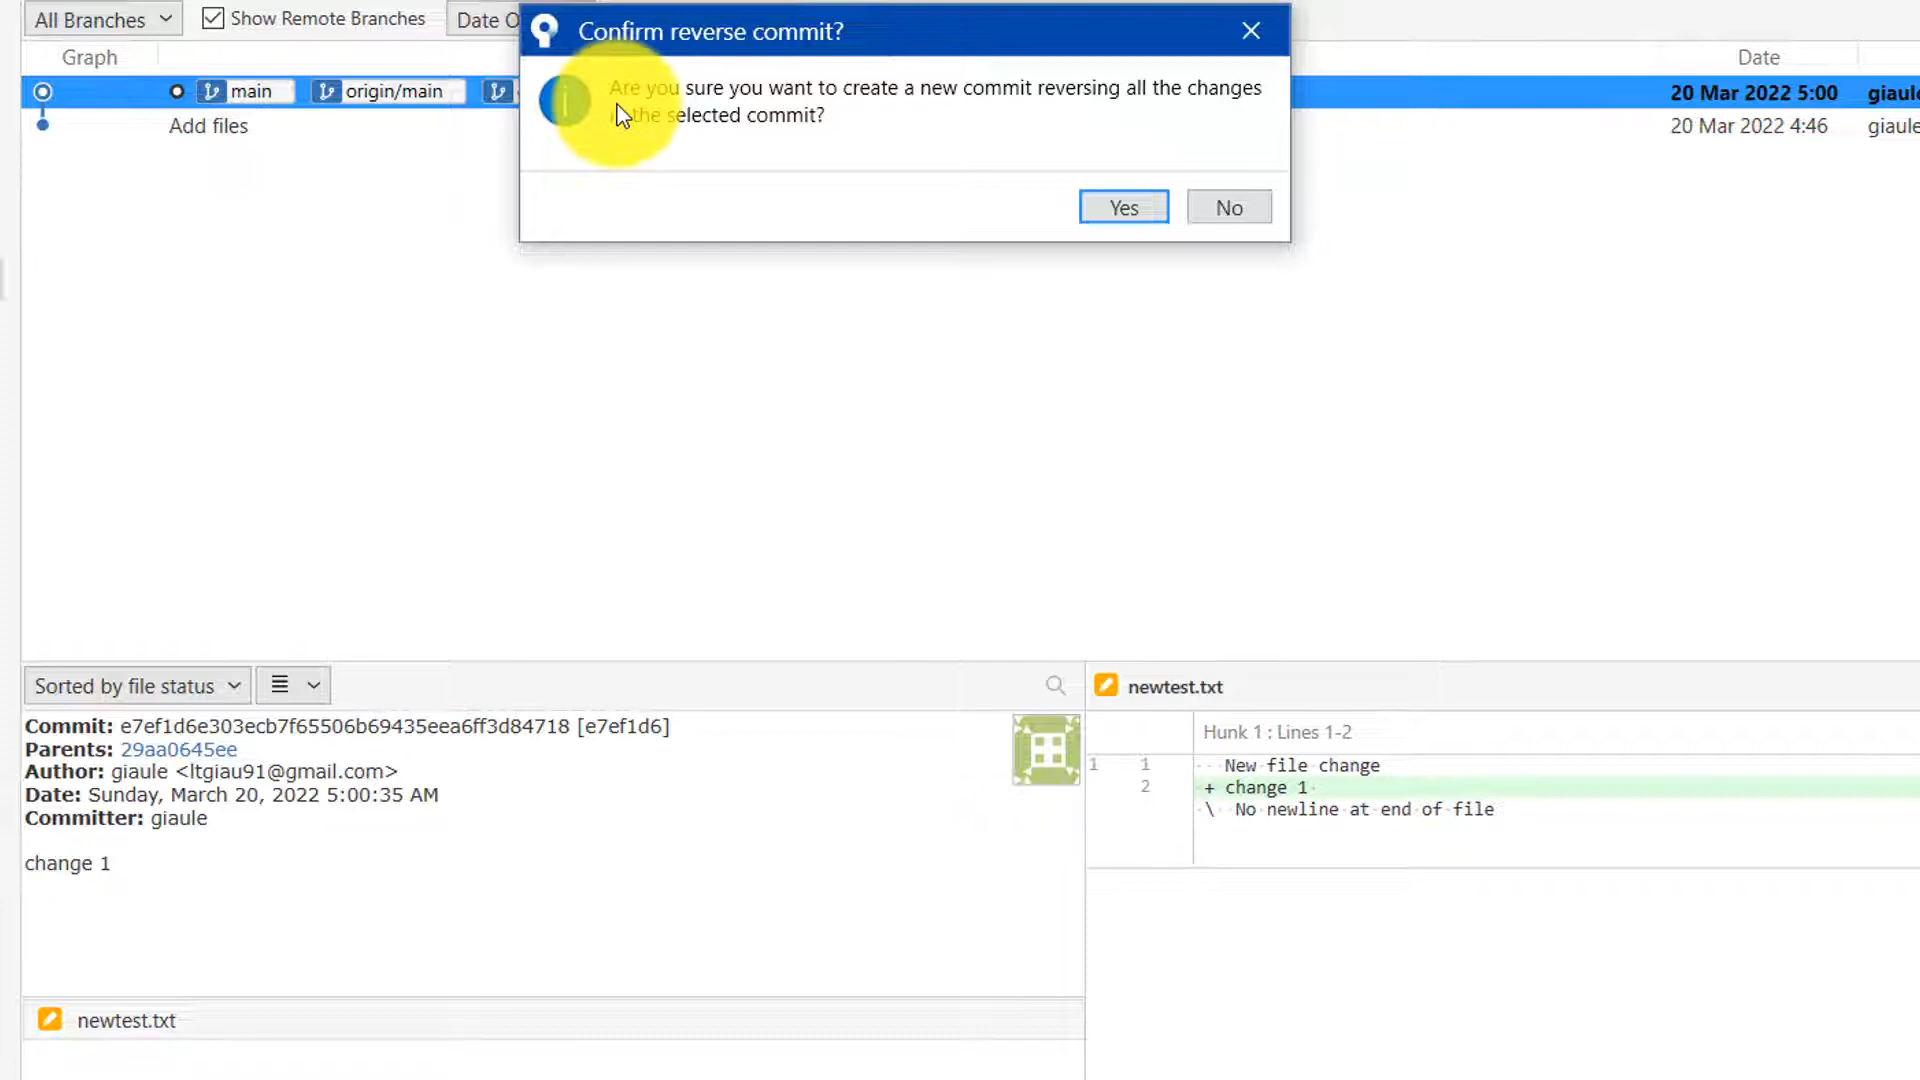 All Branches
Show Remote Branches
Date O
Confirm reverse commit?
Are you sure you want to create a new commit reversing all the changes
the selected commit?
Yes
No
Graph
Date
main
origin/main
20 Mar 2022 5:00
giaule
Add files
20 Mar 2022 4:46
giaule
Sorted by file status
Commit: e7ef1d6e303ecb7f65506b69435eea6ff3d84718 [e7ef1d6]
Parents: 29aa0645ee
Author: giaule <ltgiau91@gmail.com>
Date: Sunday, March 20, 2022 5:00:35 AM
Committer: giaule
change 1
newtest.txt
newtest.txt
Hunk 1 : Lines 1-2
1 1 New file change
2 + change 1
\ No newline at end of file